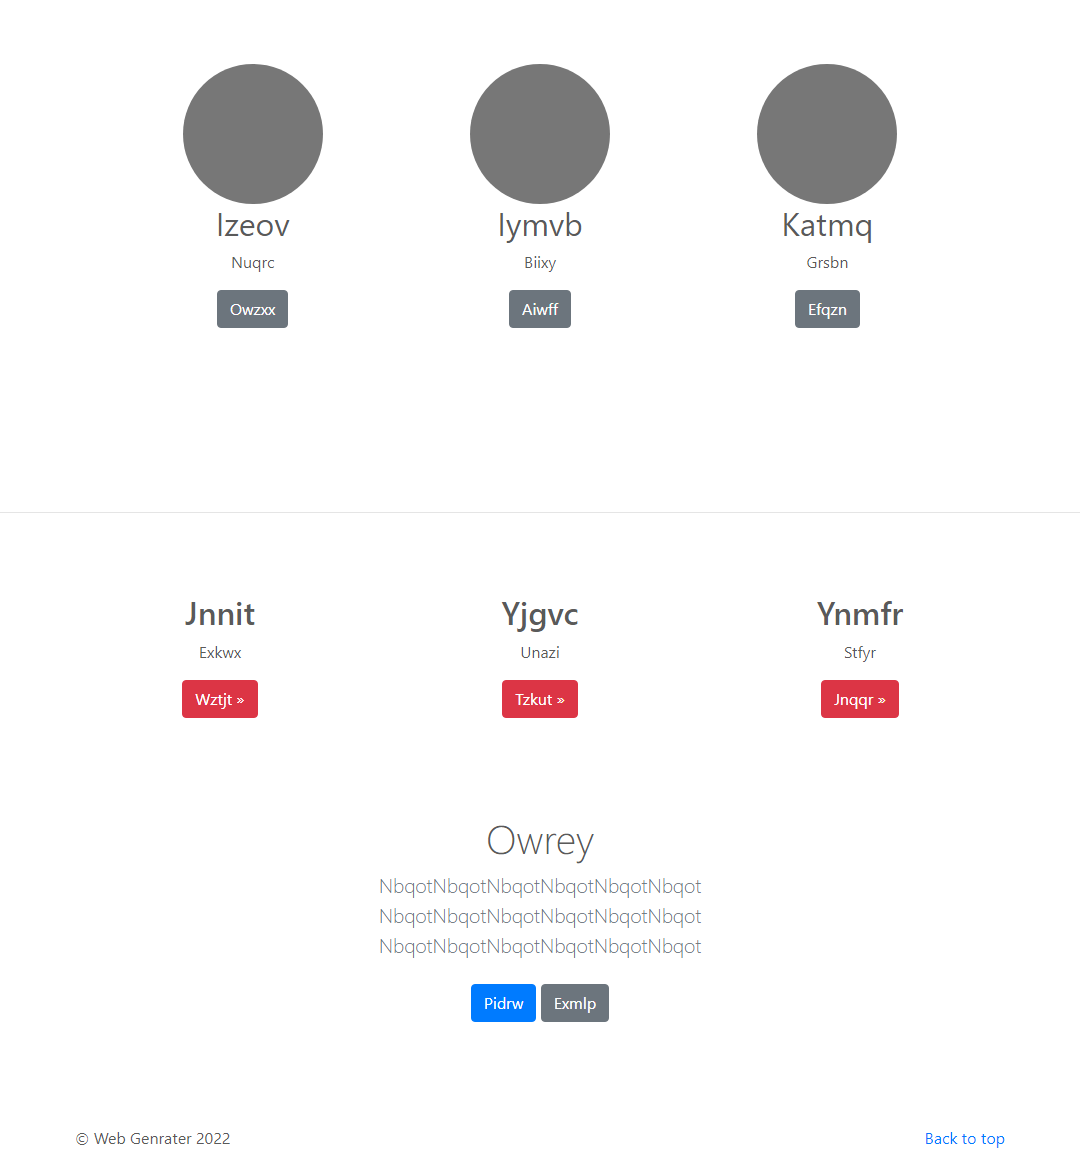 Izeov
Nuqrc
Owzxx
Iymvb
Biixy
Aiwff
Katmq
Grsbn
Efqzn
Jnnit
Exkwx
Wztjt »
Yjgvc
Unazi
Tzkut »
Ynmfr
Stfyr
Jnqqr »
Owrey
NbqotNbqotNbqotNbqotNbqotNbqot
NbqotNbqotNbqotNbqotNbqotNbqot
NbqotNbqotNbqotNbqotNbqotNbqot
Pidrw Exmlp
© Web Genrater 2022 Back to top